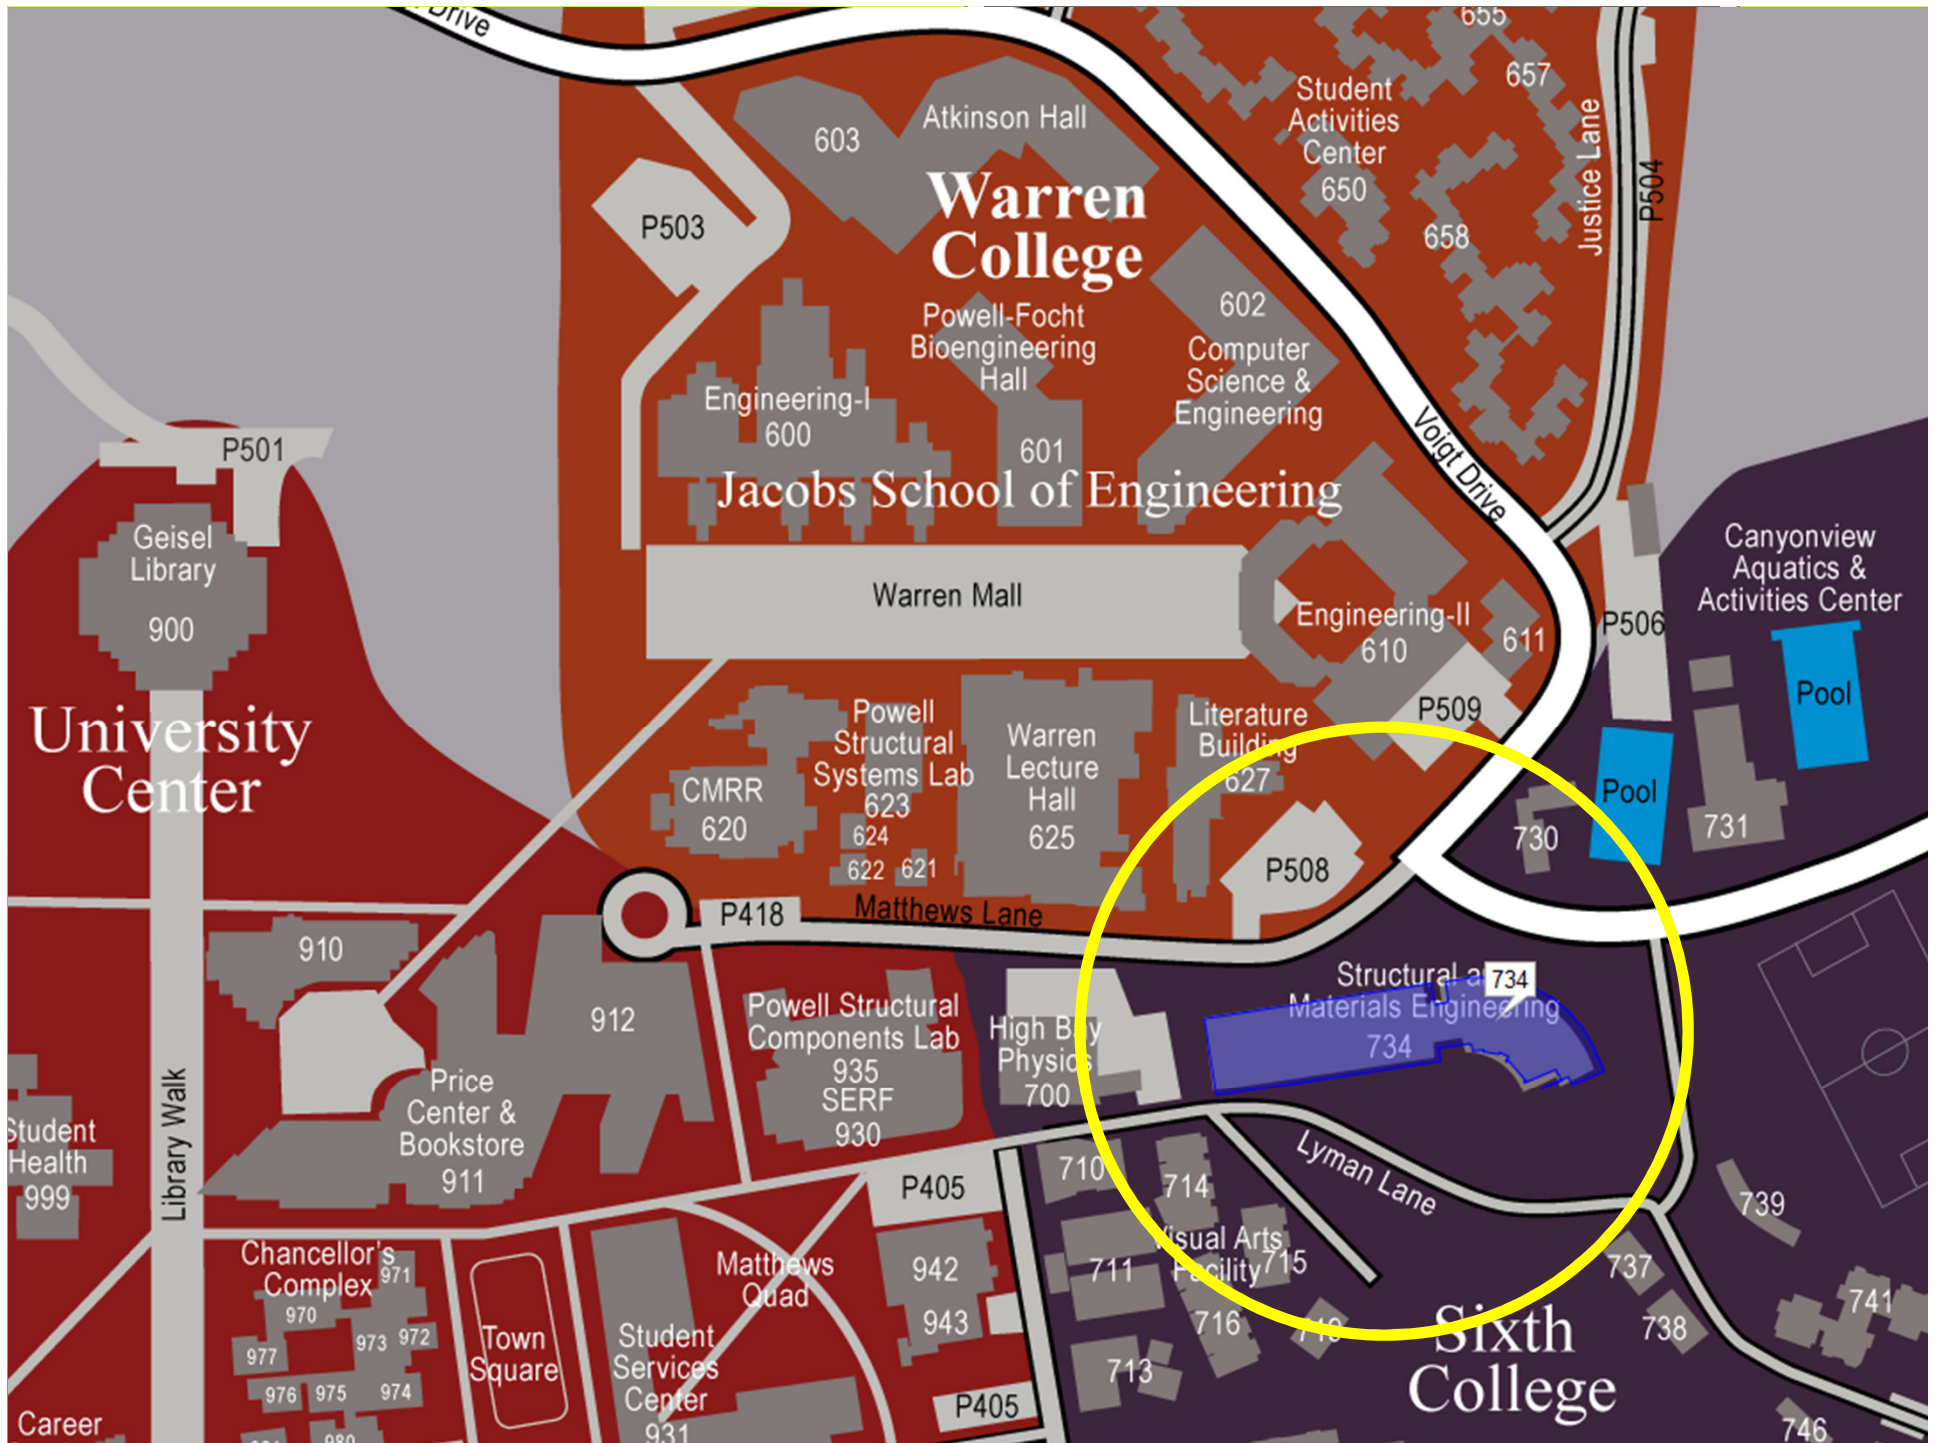 Drive
655
657
Student
Activities
Center
650
Justice Lane
P504
658
603
Atkinson Hall
Warren
College
P503
602
Powell-Focht
Bioengineering
Hall
Computer
Science &
Engineering
Engineering-I
600
601
Jacobs School of Engineering
Voigt Drive
P501
Geisel
Library
900
Warren Mall
Engineering-II
610
611
P506
Canyonview
Aquatics &
Activities Center
Pool
Pool
P509
730
731
University
Center
CMRR
620
Powell
Structural
Systems Lab
623
624
622
621
Warren
Lecture
Hall
625
Literature
Building
627
P508
P418
Matthews Lane
910
912
Powell Structural
Components Lab
935
SERF
930
High Bay
Physics
700
Structural a
734
Materials Engineering
734
Library Walk
Price
Center &
Bookstore
911
Student
Health
999
P405
710
714
Lyman Lane
739
Chancellor's
Complex
971
970
973
972
977
976
975
974
980
Town
Square
Matthews
Quad
Student
Services
Center
931
942
943
P405
711
Visual Arts
Facility
715
716
713
737
738
741
746
Sixth
College
Career